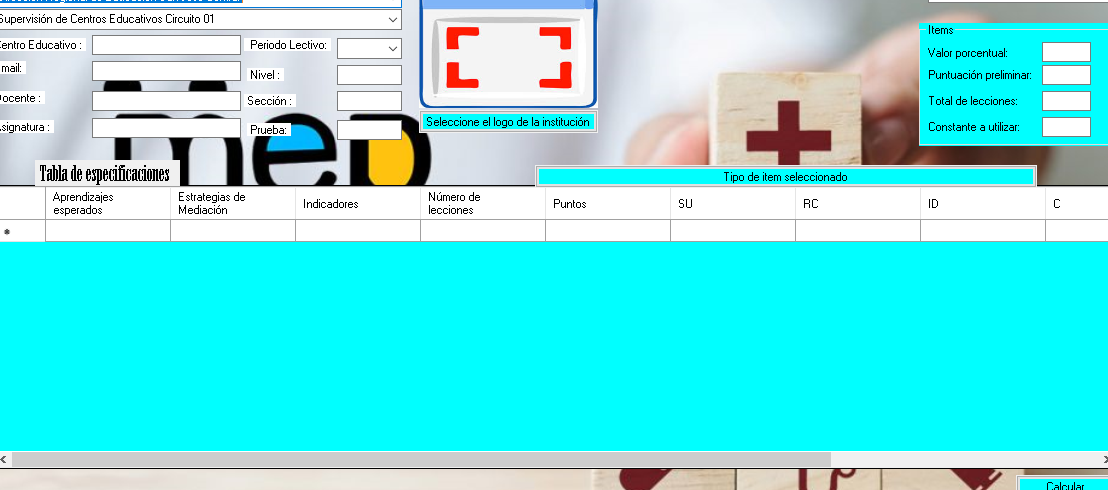 Supervisión de Centros Educativos Circuito 01
Centro Educativo :
Periodo Lectivo:
Items
mail:
Nivel :
Valor porcentual:
Puntuación preliminar:
Docente :
Sección :
Total de lecciones:
Asignatura :
Prueba:
Seleccione el logo de la institución
Constante a utilizar:
mep
Tabla de especificaciones
Tipo de item seleccionado
Aprendizajes
esperados
Estrategias de
Mediación
Indicadores
Número de
lecciones
Puntos
SU
RC
ID
C
*
Calcular